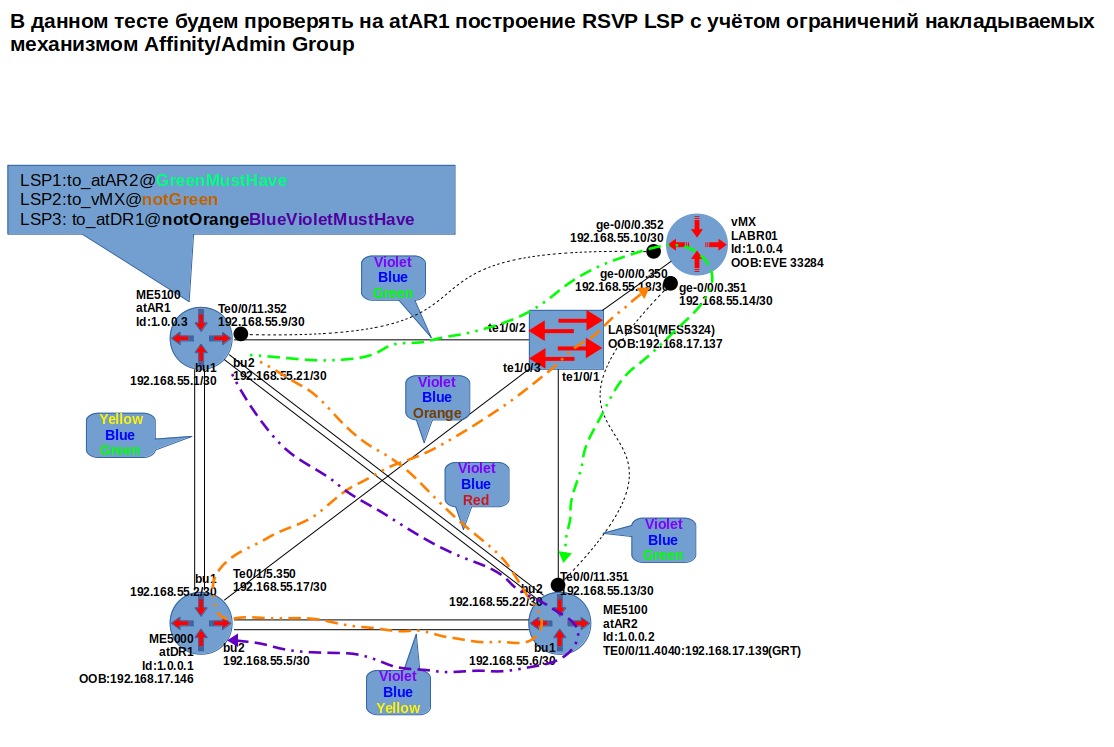 В данном тесте будем проверять на atAR1 построение RSVP LSP с учётом ограничений накладываемых
механизмом Affinity/Admin Group
LSP1:to_atAR2@GreenMustHave
LSP2:to_vMX@notGreen
LSP3: to_atDR1@notOrangeBlueVioletMustHave
ge-0/0/0.352
192.168.55.10/30
vMX
LABR01
Id:1.0.0.4
OOB:EVE 33284
ge-0/0/0.350
192.168.55.18/30
ge-0/0/0.351
192.168.55.14/30
Violet
Blue
Green
ME5100
atAR1
Id:1.0.0.3
Te0/0/11.352
192.168.55.9/30
te1/0/2
LABS01(MES5324)
OOB:192.168.17.137
te1/0/3
te1/0/1
bu1
192.168.55.1/30
bu2
192.168.55.21/30
Violet
Blue
Orange
Yellow
Blue
Green
Violet
Blue
Red
Violet
Blue
Green
bu1
192.168.55.2/30
Te0/1/5.350
192.168.55.17/30
Te0/0/11.351
192.168.55.13/30
bu2
192.168.55.22/30
ME5100
atAR2
Id:1.0.0.2
TE0/0/11.4040:192.168.17.139(GRT)
ME5000
atDR1
Id:1.0.0.1
OOB:192.168.17.146
bu2
192.168.55.5/30
bu1
192.168.55.6/30
Violet
Blue
Yellow